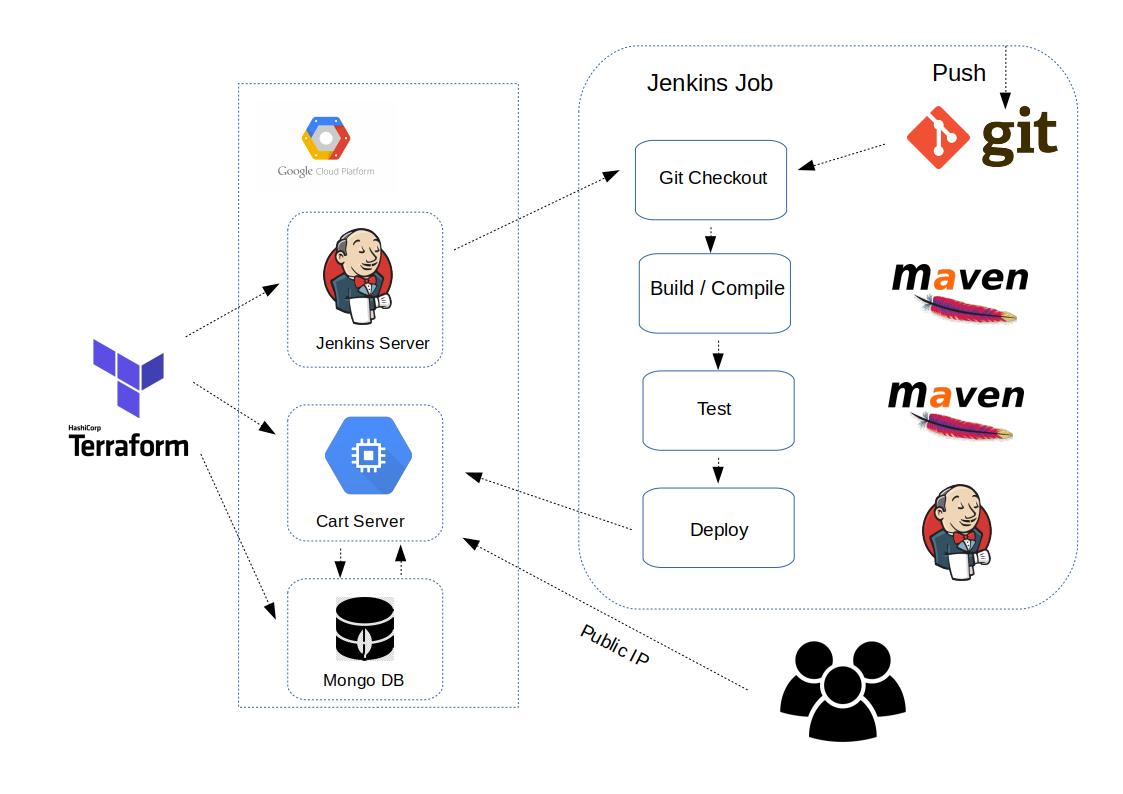 Jenkins Job
Push
git
Google Cloud Platform
Git Checkout
Jenkins Server
Build / Compile
maven
HashiCorp
Terraform
Test
maven
Cart Server
Deploy
Mongo DB
Public IP